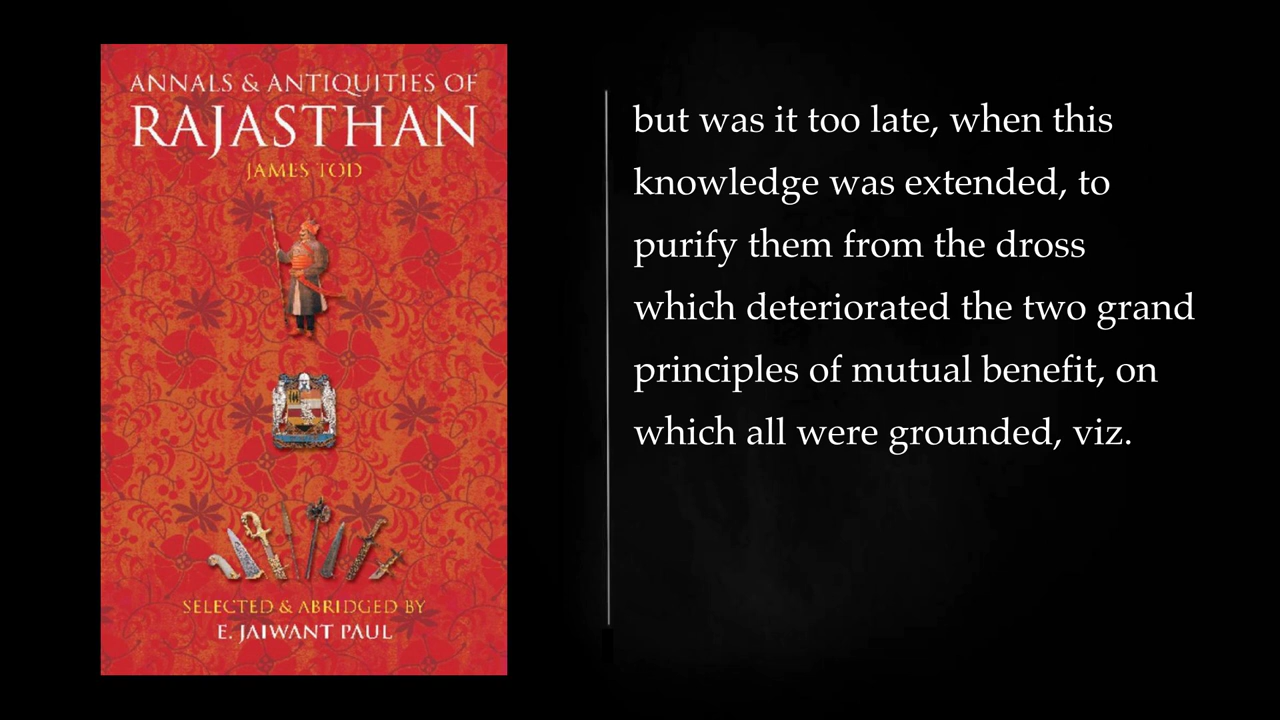 ANNALS & ANTIQUITIES OF
RAJASTHAN
JAMES TOD
SELECTED & ABRIDGED BY
E. JAIWANT PAUL
but was it too late, when this
knowledge was extended, to
purify them from the dross
which deteriorated the two grand
principles of mutual benefit, on
which all were grounded, viz.